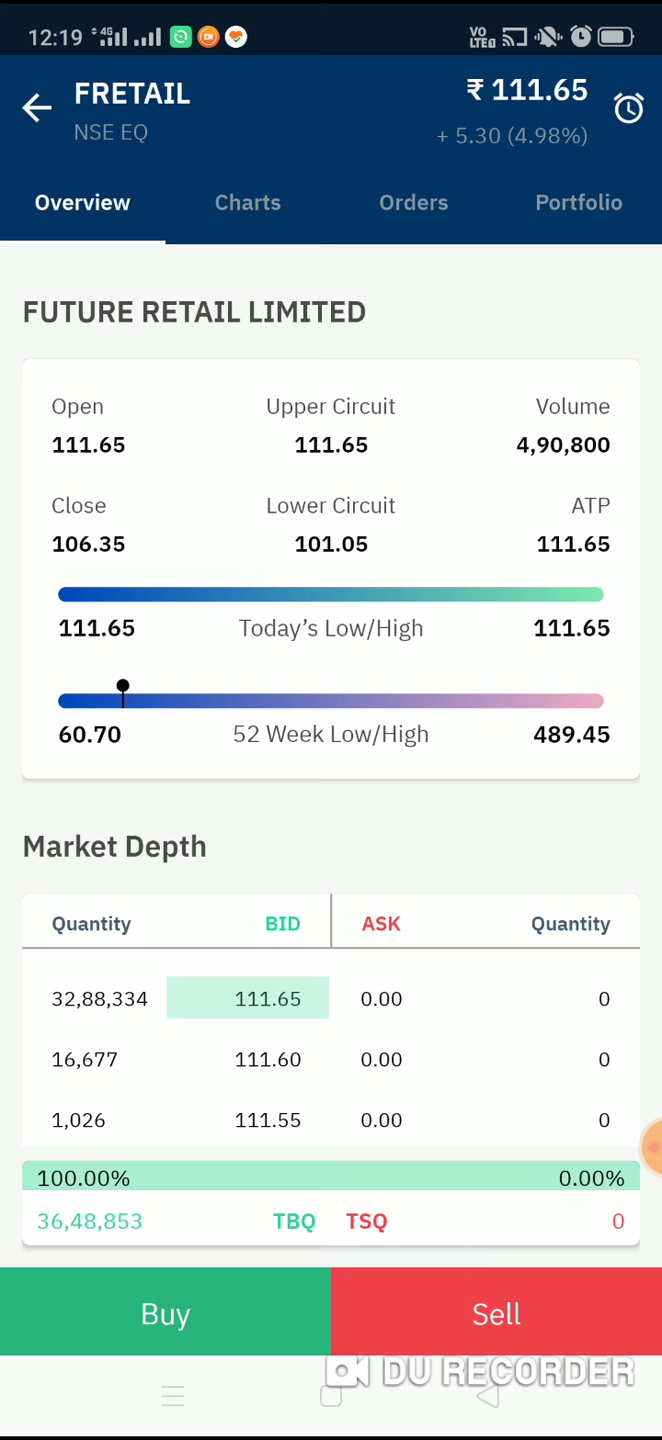 12:19 4G VO LTE
FRETAIL ₹ 111.65
NSE EQ + 5.30 (4.98%)
Overview Charts Orders Portfolio
FUTURE RETAIL LIMITED
Open Upper Circuit Volume
111.65 111.65 4,90,800
Close Lower Circuit ATP
106.35 101.05 111.65
111.65 Today's Low/High 111.65
60.70 52 Week Low/High 489.45
Market Depth
Quantity BID ASK Quantity
32,88,334 111.65 0.00 0
16,677 111.60 0.00 0
1,026 111.55 0.00 0
100.00% 0.00%
36,48,853 TBQ TSQ 0
Buy Sell
DU RECORDER